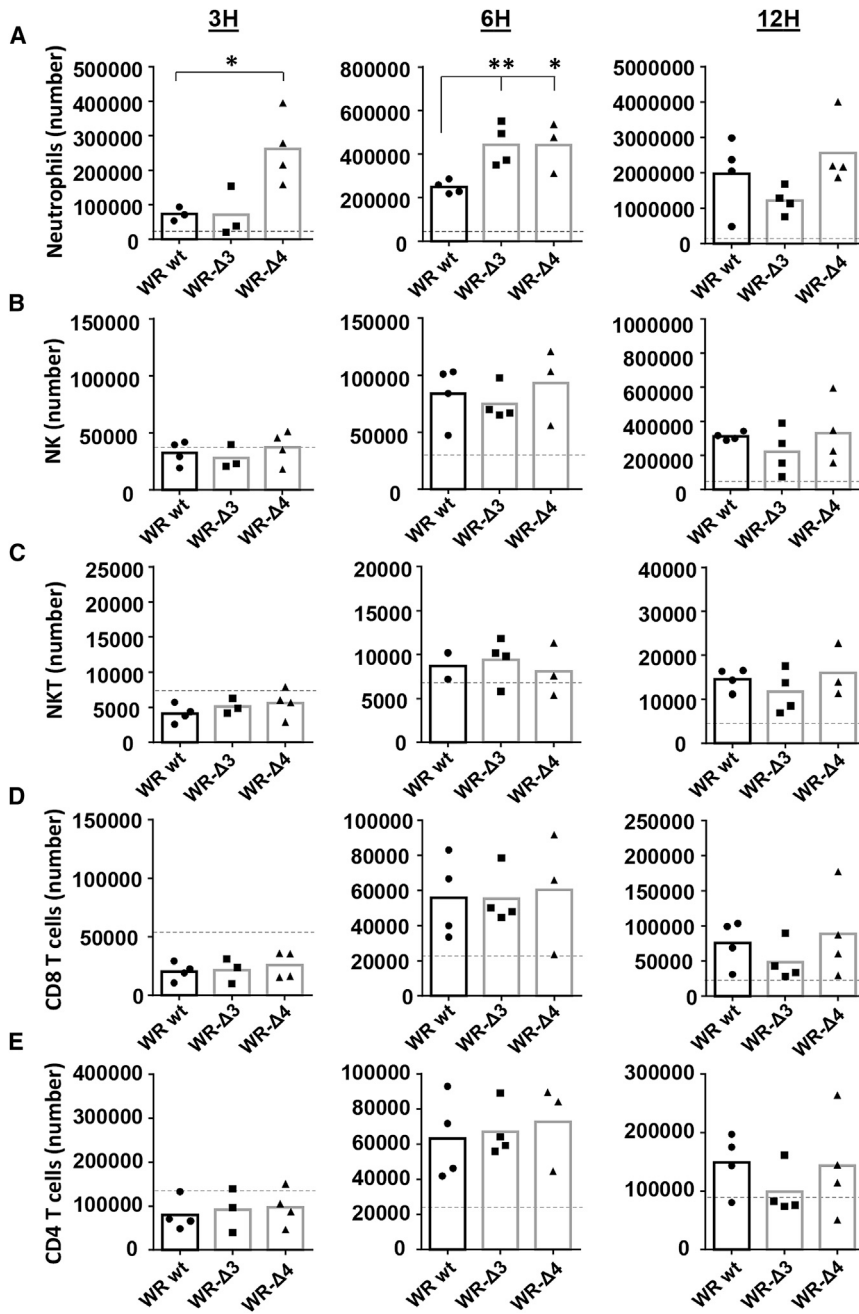 3H 6H 12H
A
Neutrophils (number)
500000 400000 300000 200000 100000 0
*
WR wt WR-Δ3 WR-Δ4
800000 600000 400000 200000 0
** *
WR wt WR-Δ3 WR-Δ4
5000000 4000000 3000000 2000000 1000000 0
WR wt WR-Δ3 WR-Δ4
B
NK (number)
150000 100000 50000 0
WR wt WR-Δ3 WR-Δ4
150000 100000 50000 0
WR wt WR-Δ3 WR-Δ4
1000000 800000 600000 400000 200000 0
WR wt WR-Δ3 WR-Δ4
C
NKT (number)
25000 20000 15000 10000 5000 0
WR wt WR-Δ3 WR-Δ4
20000 15000 10000 5000 0
WR wt WR-Δ3 WR-Δ4
40000 30000 20000 10000 0
WR wt WR-Δ3 WR-Δ4
D
CD8 T cells (number)
150000 100000 50000 0
WR wt WR-Δ3 WR-Δ4
100000 80000 60000 40000 20000 0
WR wt WR-Δ3 WR-Δ4
250000 200000 150000 100000 50000 0
WR wt WR-Δ3 WR-Δ4
E
CD4 T cells (number)
400000 300000 200000 100000 0
WR wt WR-Δ3 WR-Δ4
100000 80000 60000 40000 20000 0
WR wt WR-Δ3 WR-Δ4
300000 200000 100000 0
WR wt WR-Δ3 WR-Δ4